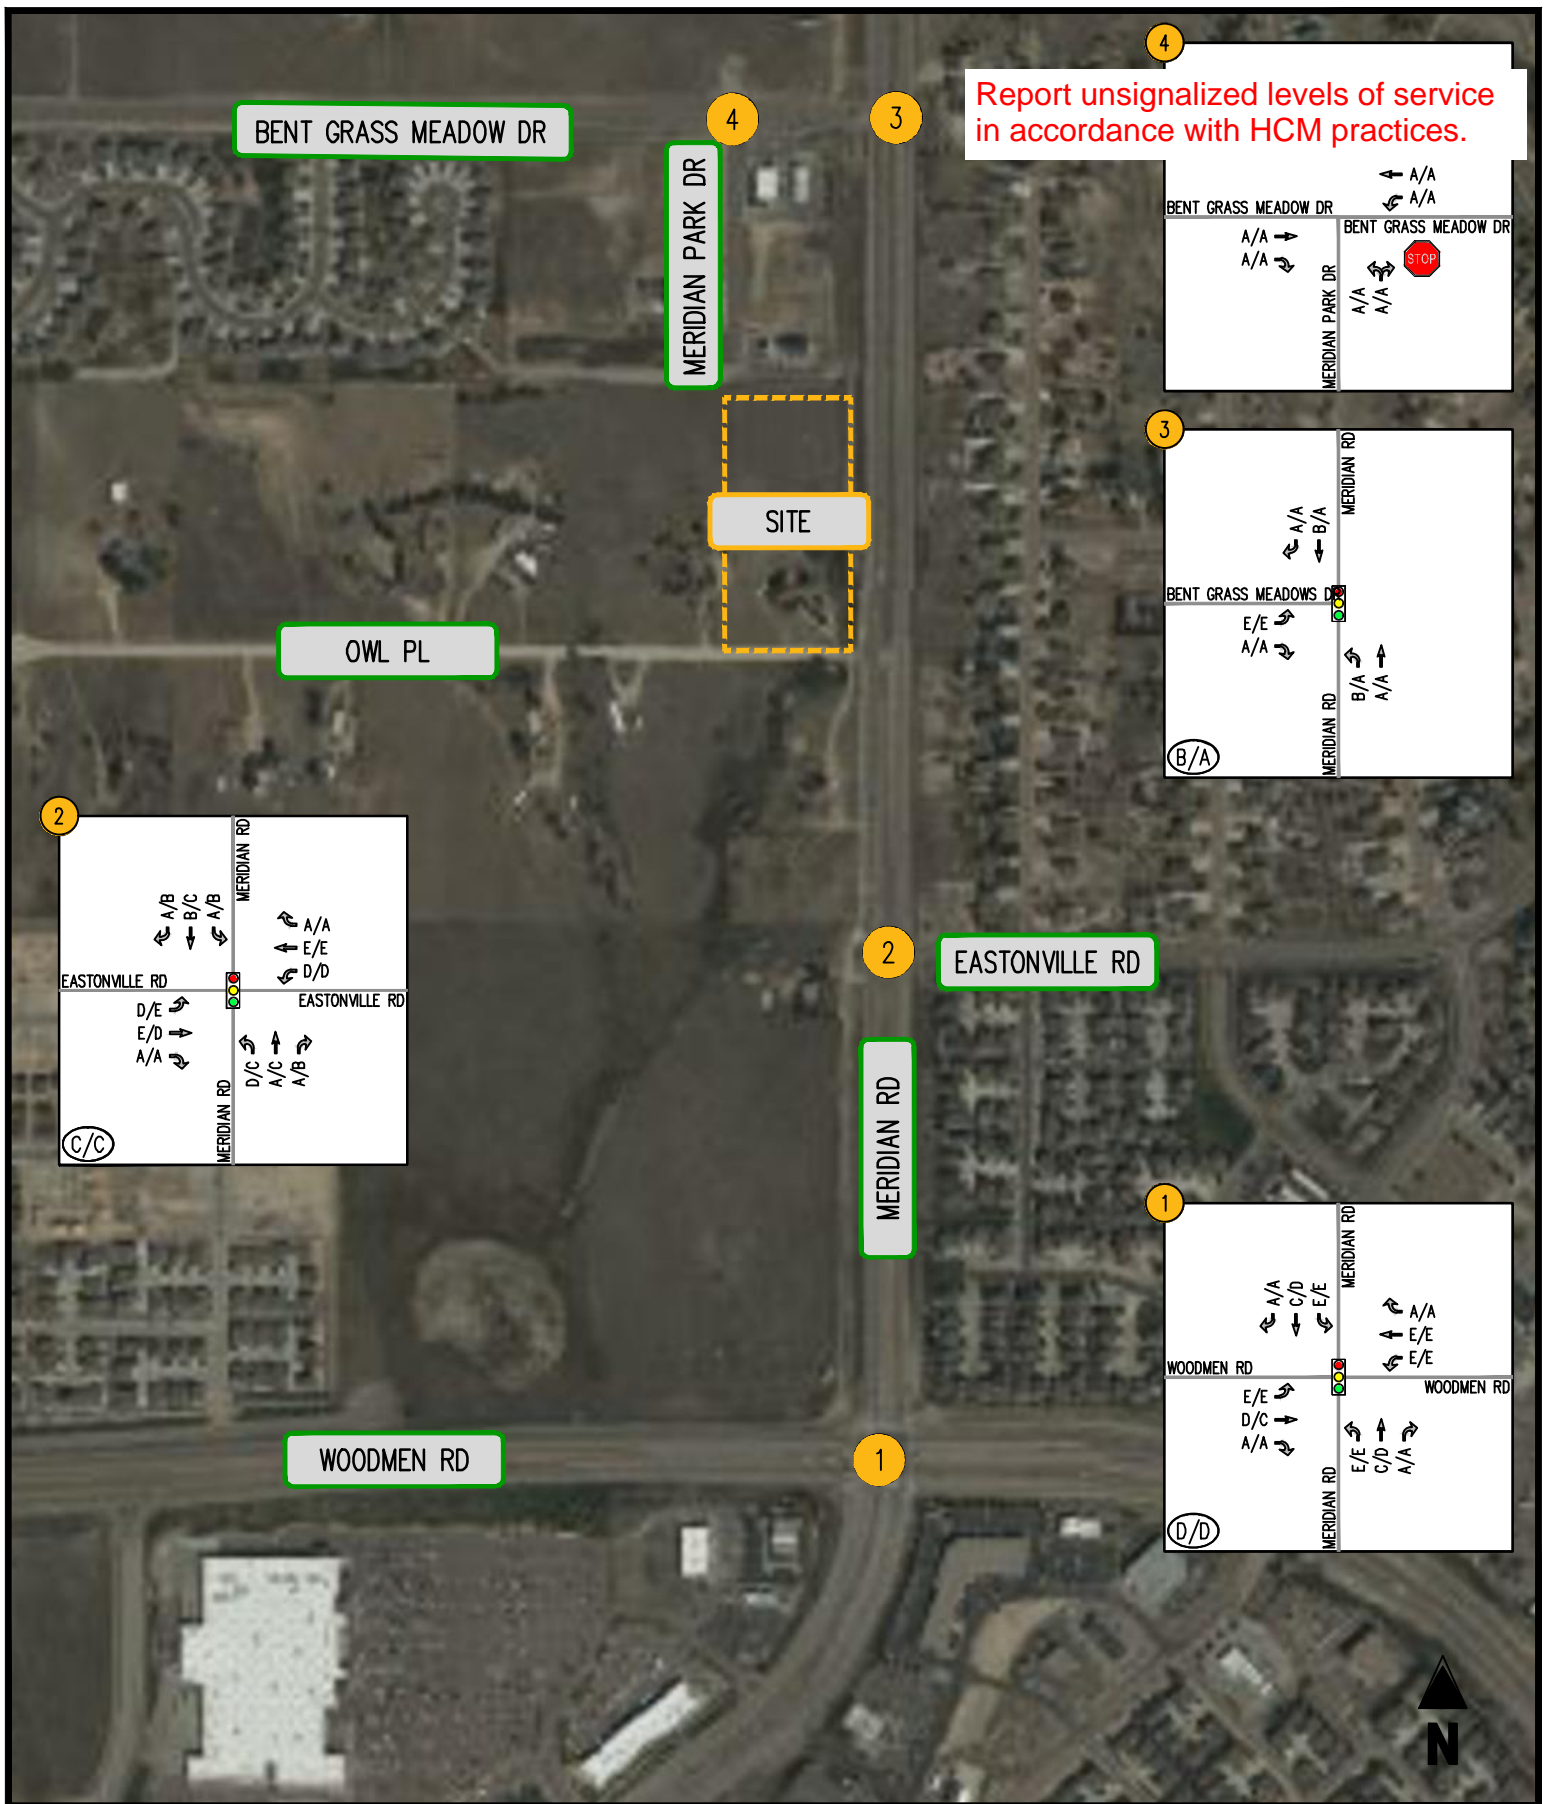 4
Report unsignalized levels of service
in accordance with HCM practices.
A/A
A/A
BENT GRASS MEADOW DR
BENT GRASS MEADOW DR
A/A
A/A
STOP
A/A
A/A
MERIDIAN PARK DR
BENT GRASS MEADOW DR
4
3
MERIDIAN PARK DR
3
MERIDIAN RD
A/A
B/A
BENT GRASS MEADOWS DR
E/E
A/A
B/A
A/A
MERIDIAN RD
B/A
SITE
OWL PL
2
MERIDIAN RD
A/B
B/C
A/B
A/A
E/E
D/D
EASTONVILLE RD
EASTONVILLE RD
D/E
E/D
A/A
D/C
A/C
A/B
MERIDIAN RD
C/C
2
EASTONVILLE RD
MERIDIAN RD
1
MERIDIAN RD
A/A
C/D
E/E
A/A
E/E
E/E
WOODMEN RD
WOODMEN RD
E/E
D/C
A/A
E/E
C/D
A/A
MERIDIAN RD
D/D
WOODMEN RD
1
N